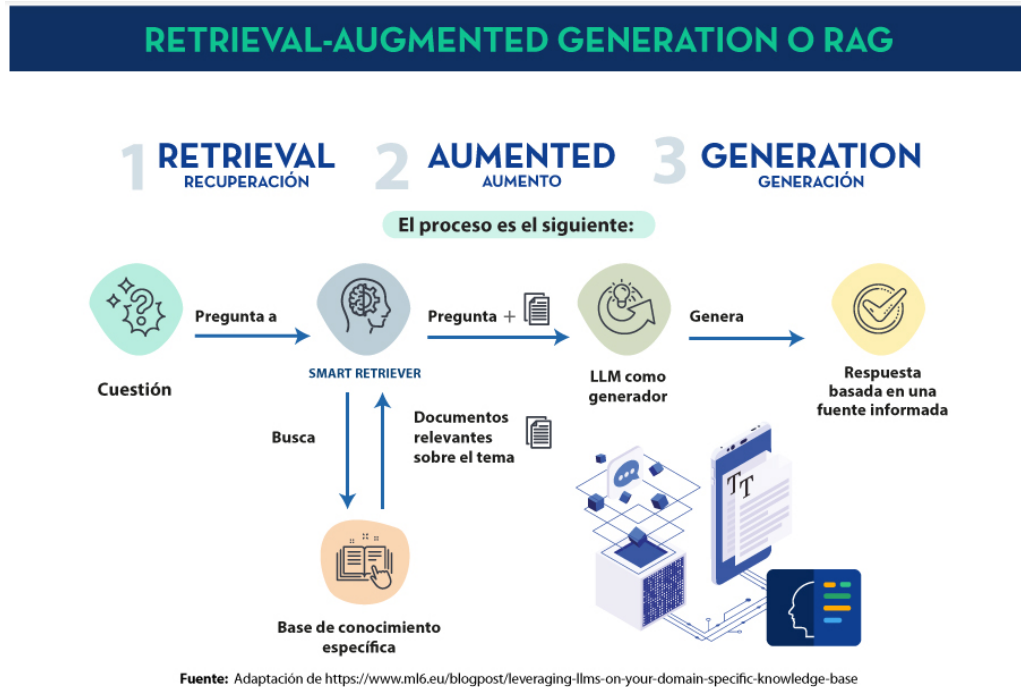 RETRIEVAL-AUGMENTED GENERATION O RAG
1 RETRIEVAL
RECUPERACIÓN
2 AUMENTED
AUMENTO
3 GENERATION
GENERACIÓN
El proceso es el siguiente:
Pregunta a
Pregunta +
Genera
Cuestión
SMART RETRIEVER
LLM como
generador
Respuesta
basada en una
fuente informada
Busca
Documentos
relevantes
sobre el tema
TT
Base de conocimiento
específica
Fuente: Adaptación de https://www.ml6.eu/blogpost/leveraging-llms-on-your-domain-specific-knowledge-base